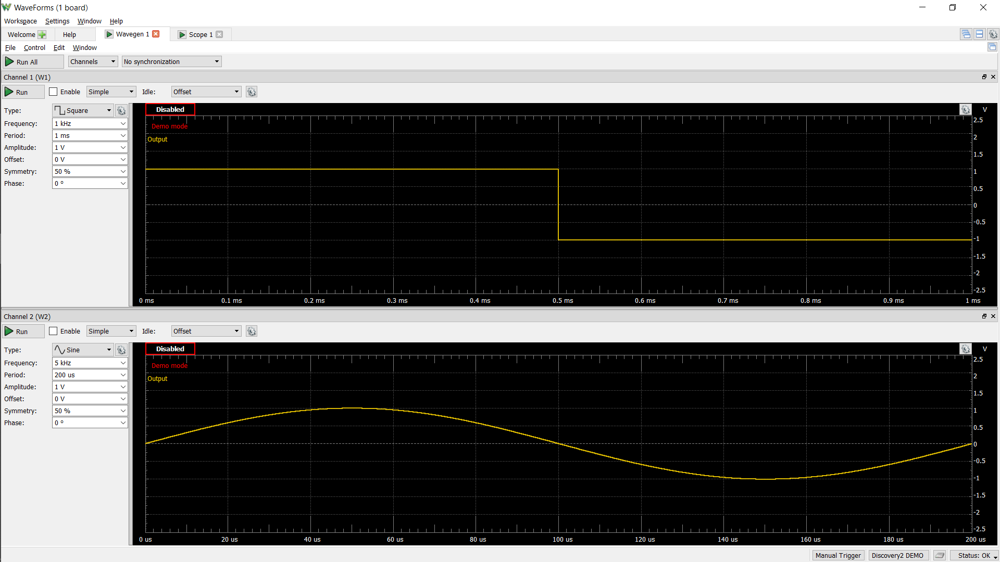 WaveForms (1 board)
Workspace Settings Window Help
Welcome Help Wavegen 1 Scope 1
File Control Edit Window
Run All Channels No synchronization
Channel 1 (W1)
Run Enable Simple Idle: Offset
Type: Square
Frequency: 1 kHz
Period: 1 ms
Amplitude: 1 V
Offset: 0 V
Symmetry: 50 %
Phase: 0 º
Disabled
V
Demo mode
Output
2.5
2
1.5
1
0.5
0
-0.5
-1
-1.5
-2
-2.5
0 ms 0.1 ms 0.2 ms 0.3 ms 0.4 ms 0.5 ms 0.6 ms 0.7 ms 0.8 ms 0.9 ms 1 ms
Channel 2 (W2)
Run Enable Simple Idle: Offset
Type: Sine
Frequency: 5 kHz
Period: 200 us
Amplitude: 1 V
Offset: 0 V
Symmetry: 50 %
Phase: 0 º
Disabled
V
Demo mode
Output
2.5
2
1.5
1
0.5
0
-0.5
-1
-1.5
-2
-2.5
0 us 20 us 40 us 60 us 80 us 100 us 120 us 140 us 160 us 180 us 200 us
Manual Trigger Discovery2 DEMO Status: OK